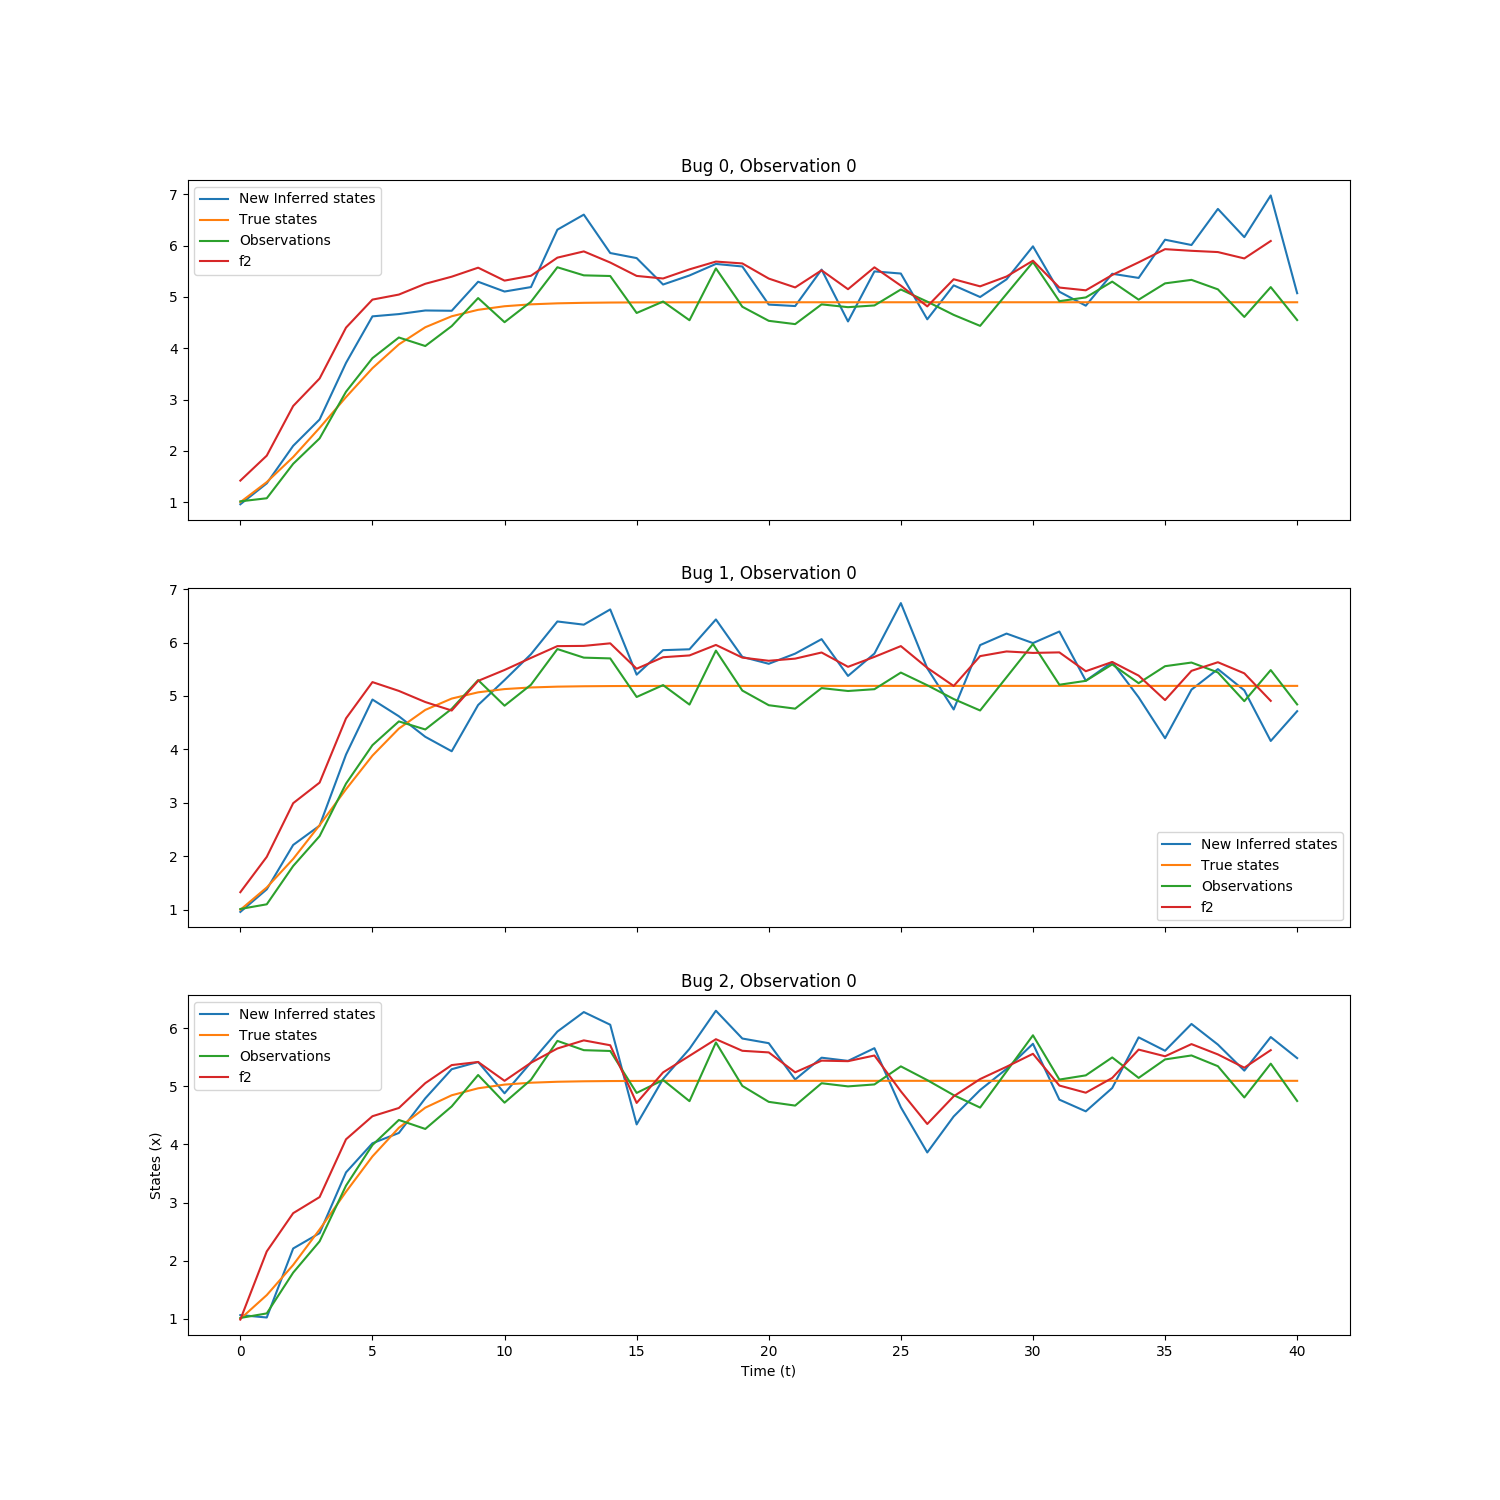 Bug 0, Observation 0
New Inferred states
True states
Observations
f2
7
6
5
4
3
2
1
Bug 1, Observation 0
7
6
5
4
3
2
1
New Inferred states
True states
Observations
f2
Bug 2, Observation 0
New Inferred states
True states
Observations
f2
6
5
4
3
2
1
States (x)
0 5 10 15 20 25 30 35 40
Time (t)